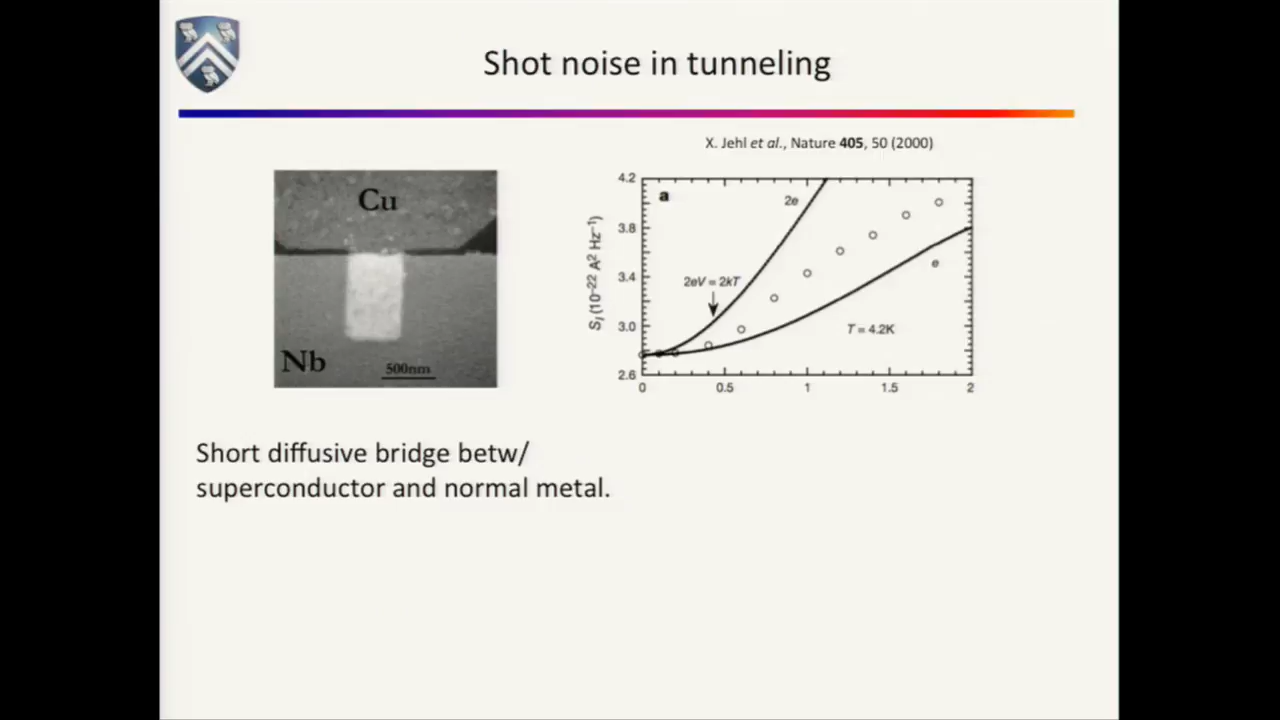 Shot noise in tunneling
X. Jehl et al., Nature 405, 50 (2000)
Cu
Nb
500nm
a
4.2
3.8
3.4
3.0
2.6
S_I (10⁻²² A² Hz⁻¹)
2e
2eV = 2kT
e
T = 4.2K
0
0.5
1
1.5
2
Short diffusive bridge betw/
superconductor and normal metal.